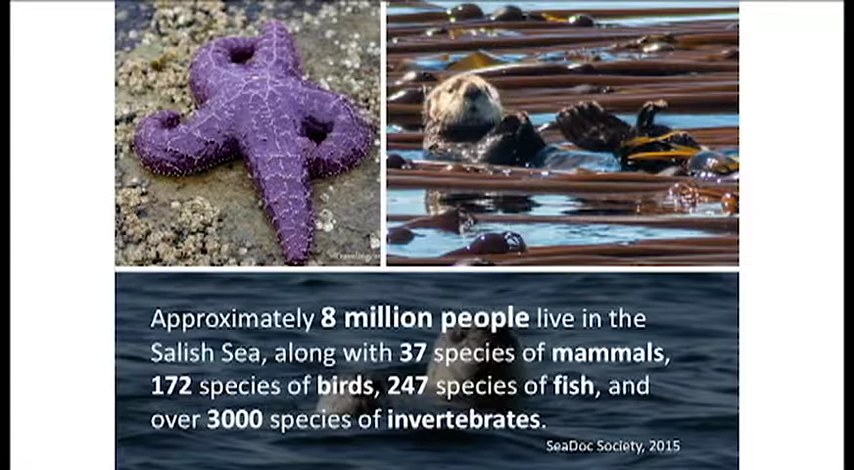 Approximately 8 million people live in the
Salish Sea, along with 37 species of mammals,
172 species of birds, 247 species of fish, and
over 3000 species of invertebrates.
SeaDoc Society, 2015